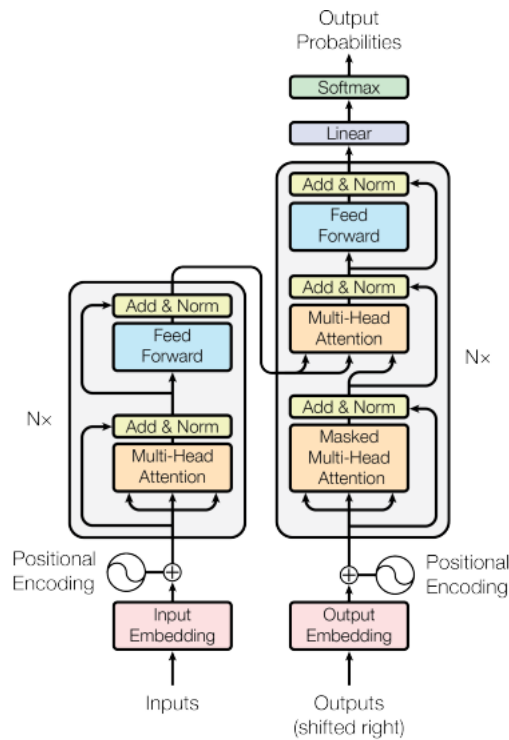 Output
Probabilities
Softmax
Linear
Add & Norm
Feed
Forward
Add & Norm
Multi-Head
Attention
Add & Norm
Masked
Multi-Head
Attention
Nx
Add & Norm
Feed
Forward
Add & Norm
Multi-Head
Attention
Nx
Positional
Encoding
Positional
Encoding
Input
Embedding
Output
Embedding
Inputs
Outputs
(shifted right)